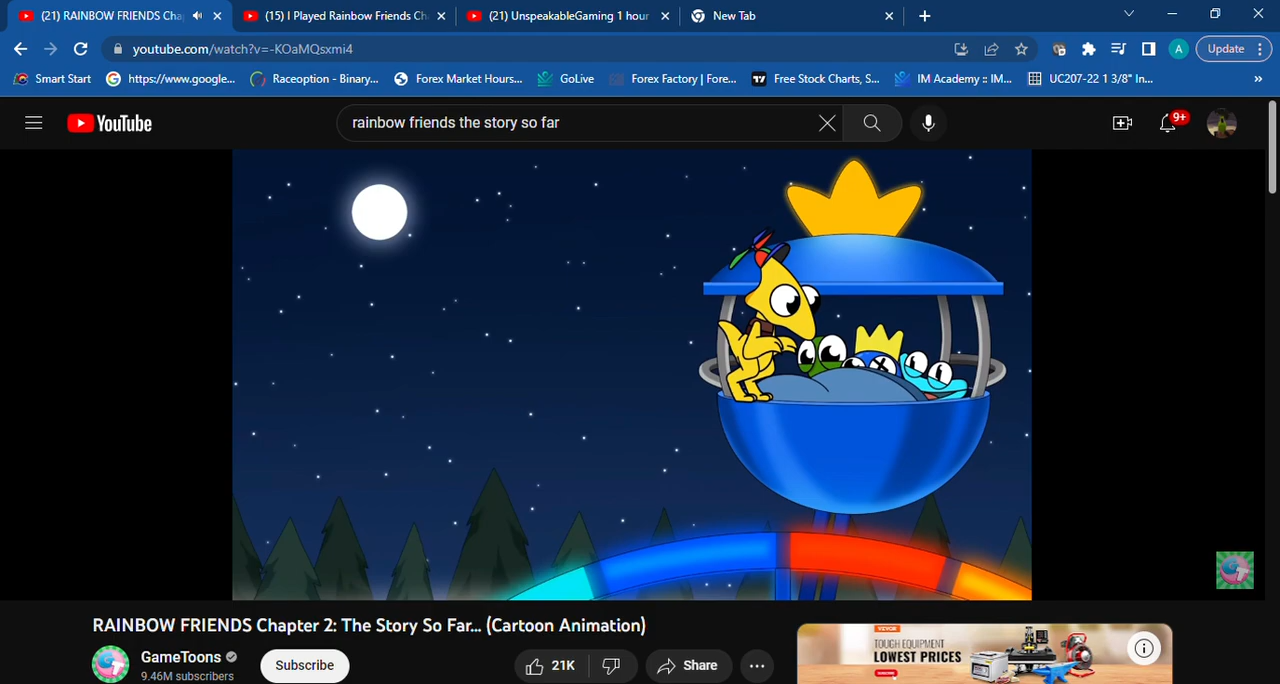 (21) RAINBOW FRIENDS Cha
(15) I Played Rainbow Friends Ch
(21) UnspeakableGaming 1 hour
New Tab
youtube.com/watch?v=-KOaMQsxmi4
A
Update
Smart Start
https://www.google...
Raceoption - Binary...
Forex Market Hours...
GoLive
Forex Factory | Fore...
Free Stock Charts, S...
IM Academy :: IM...
UC207-22 1 3/8" In...
»
YouTube
rainbow friends the story so far
9+
RAINBOW FRIENDS Chapter 2: The Story So Far... (Cartoon Animation)
GameToons
9.46M subscribers
Subscribe
21K
Share
VEVOR
TOUGH EQUIPMENT
LOWEST PRICES